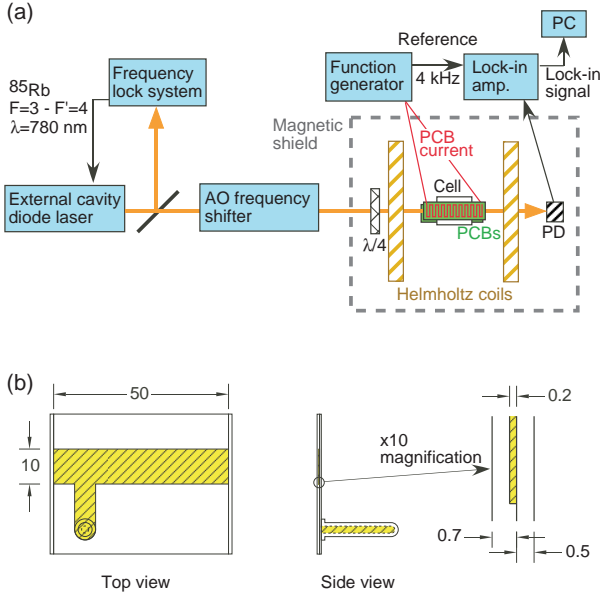 (a)
PC
Reference
85Rb
F=3 - F'=4
λ=780 nm
Frequency
lock system
Function
generator
4 kHz
Lock-in
amp.
Lock-in
signal
Magnetic
shield
PCB
current
Cell
External cavity
diode laser
AO frequency
shifter
λ/4
PCBs
PD
Helmholtz coils
(b)
50
0.2
10
x10
magnification
0.7
0.5
Top view
Side view